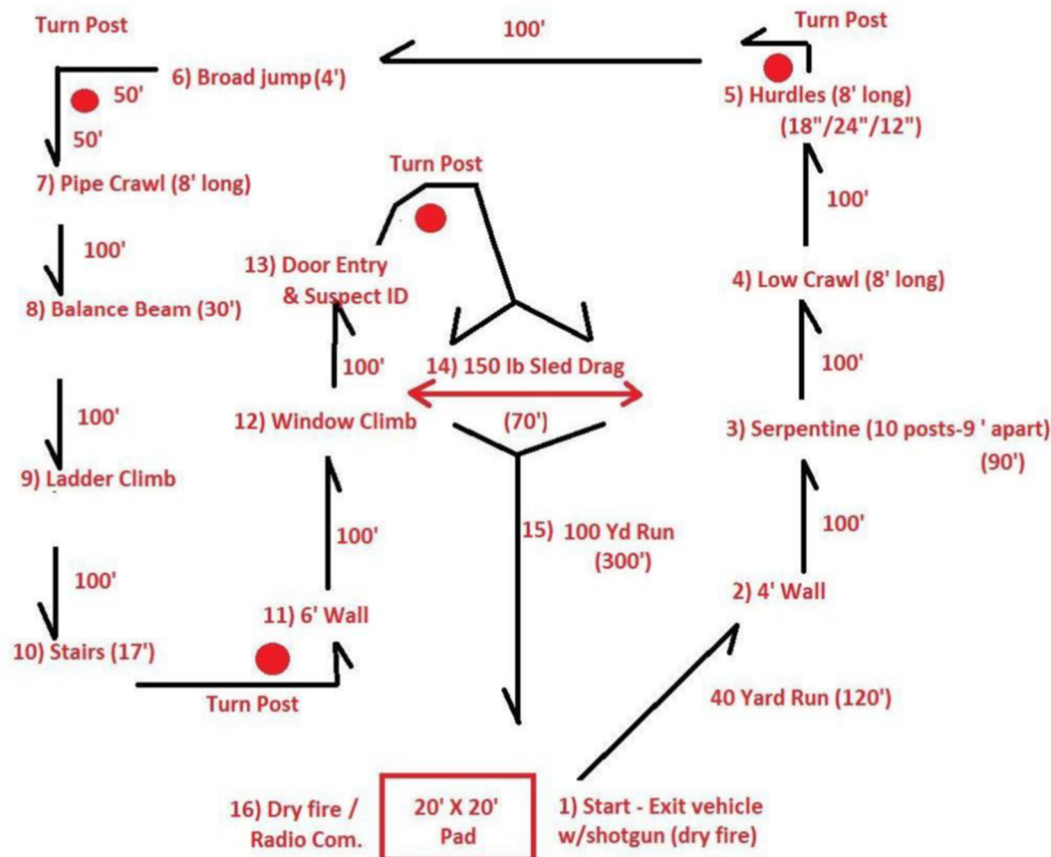 Turn Post
100'
Turn Post
6) Broad jump (4')
50'
50'
5) Hurdles (8' long)
(18"/24"/12")
7) Pipe Crawl (8' long)
Turn Post
100'
100'
8) Balance Beam (30')
13) Door Entry
& Suspect ID
4) Low Crawl (8' long)
100'
14) 150 lb Sled Drag
100'
100'
12) Window Climb
(70')
3) Serpentine (10 posts-9 ' apart)
(90')
9) Ladder Climb
100'
15) 100 Yd Run
(300')
100'
100'
11) 6' Wall
2) 4' Wall
10) Stairs (17')
Turn Post
40 Yard Run (120')
16) Dry fire /
Radio Com.
20' X 20'
Pad
1) Start - Exit vehicle
w/shotgun (dry fire)